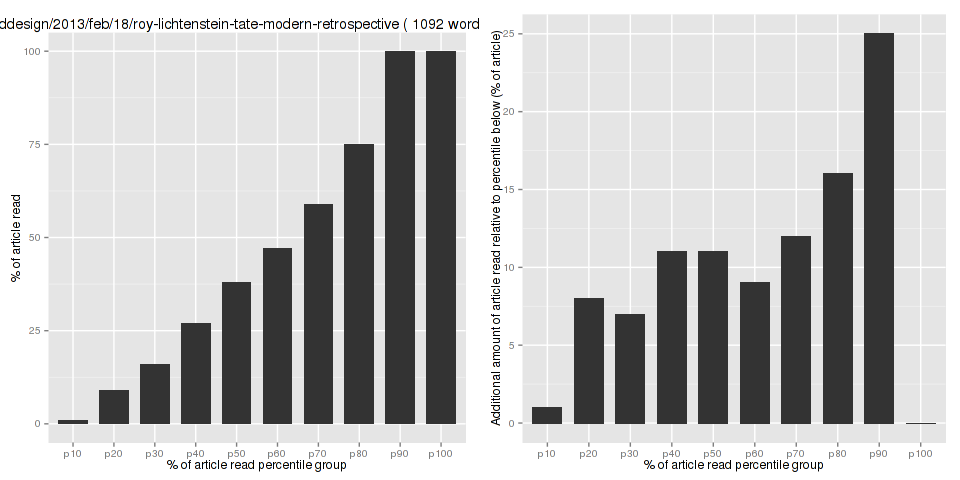 ddesign/2013/feb/18/roy-lichtenstein-tate-modern-retrospective ( 1092 word
100
75
50
25
0
% of article read
p10 p20 p30 p40 p50 p60 p70 p80 p90 p100
% of article read percentile group
25
20
15
10
5
0
Additional amount of article read relative to percentile below (% of article)
p10 p20 p30 p40 p50 p60 p70 p80 p90 p100
% of article read percentile group